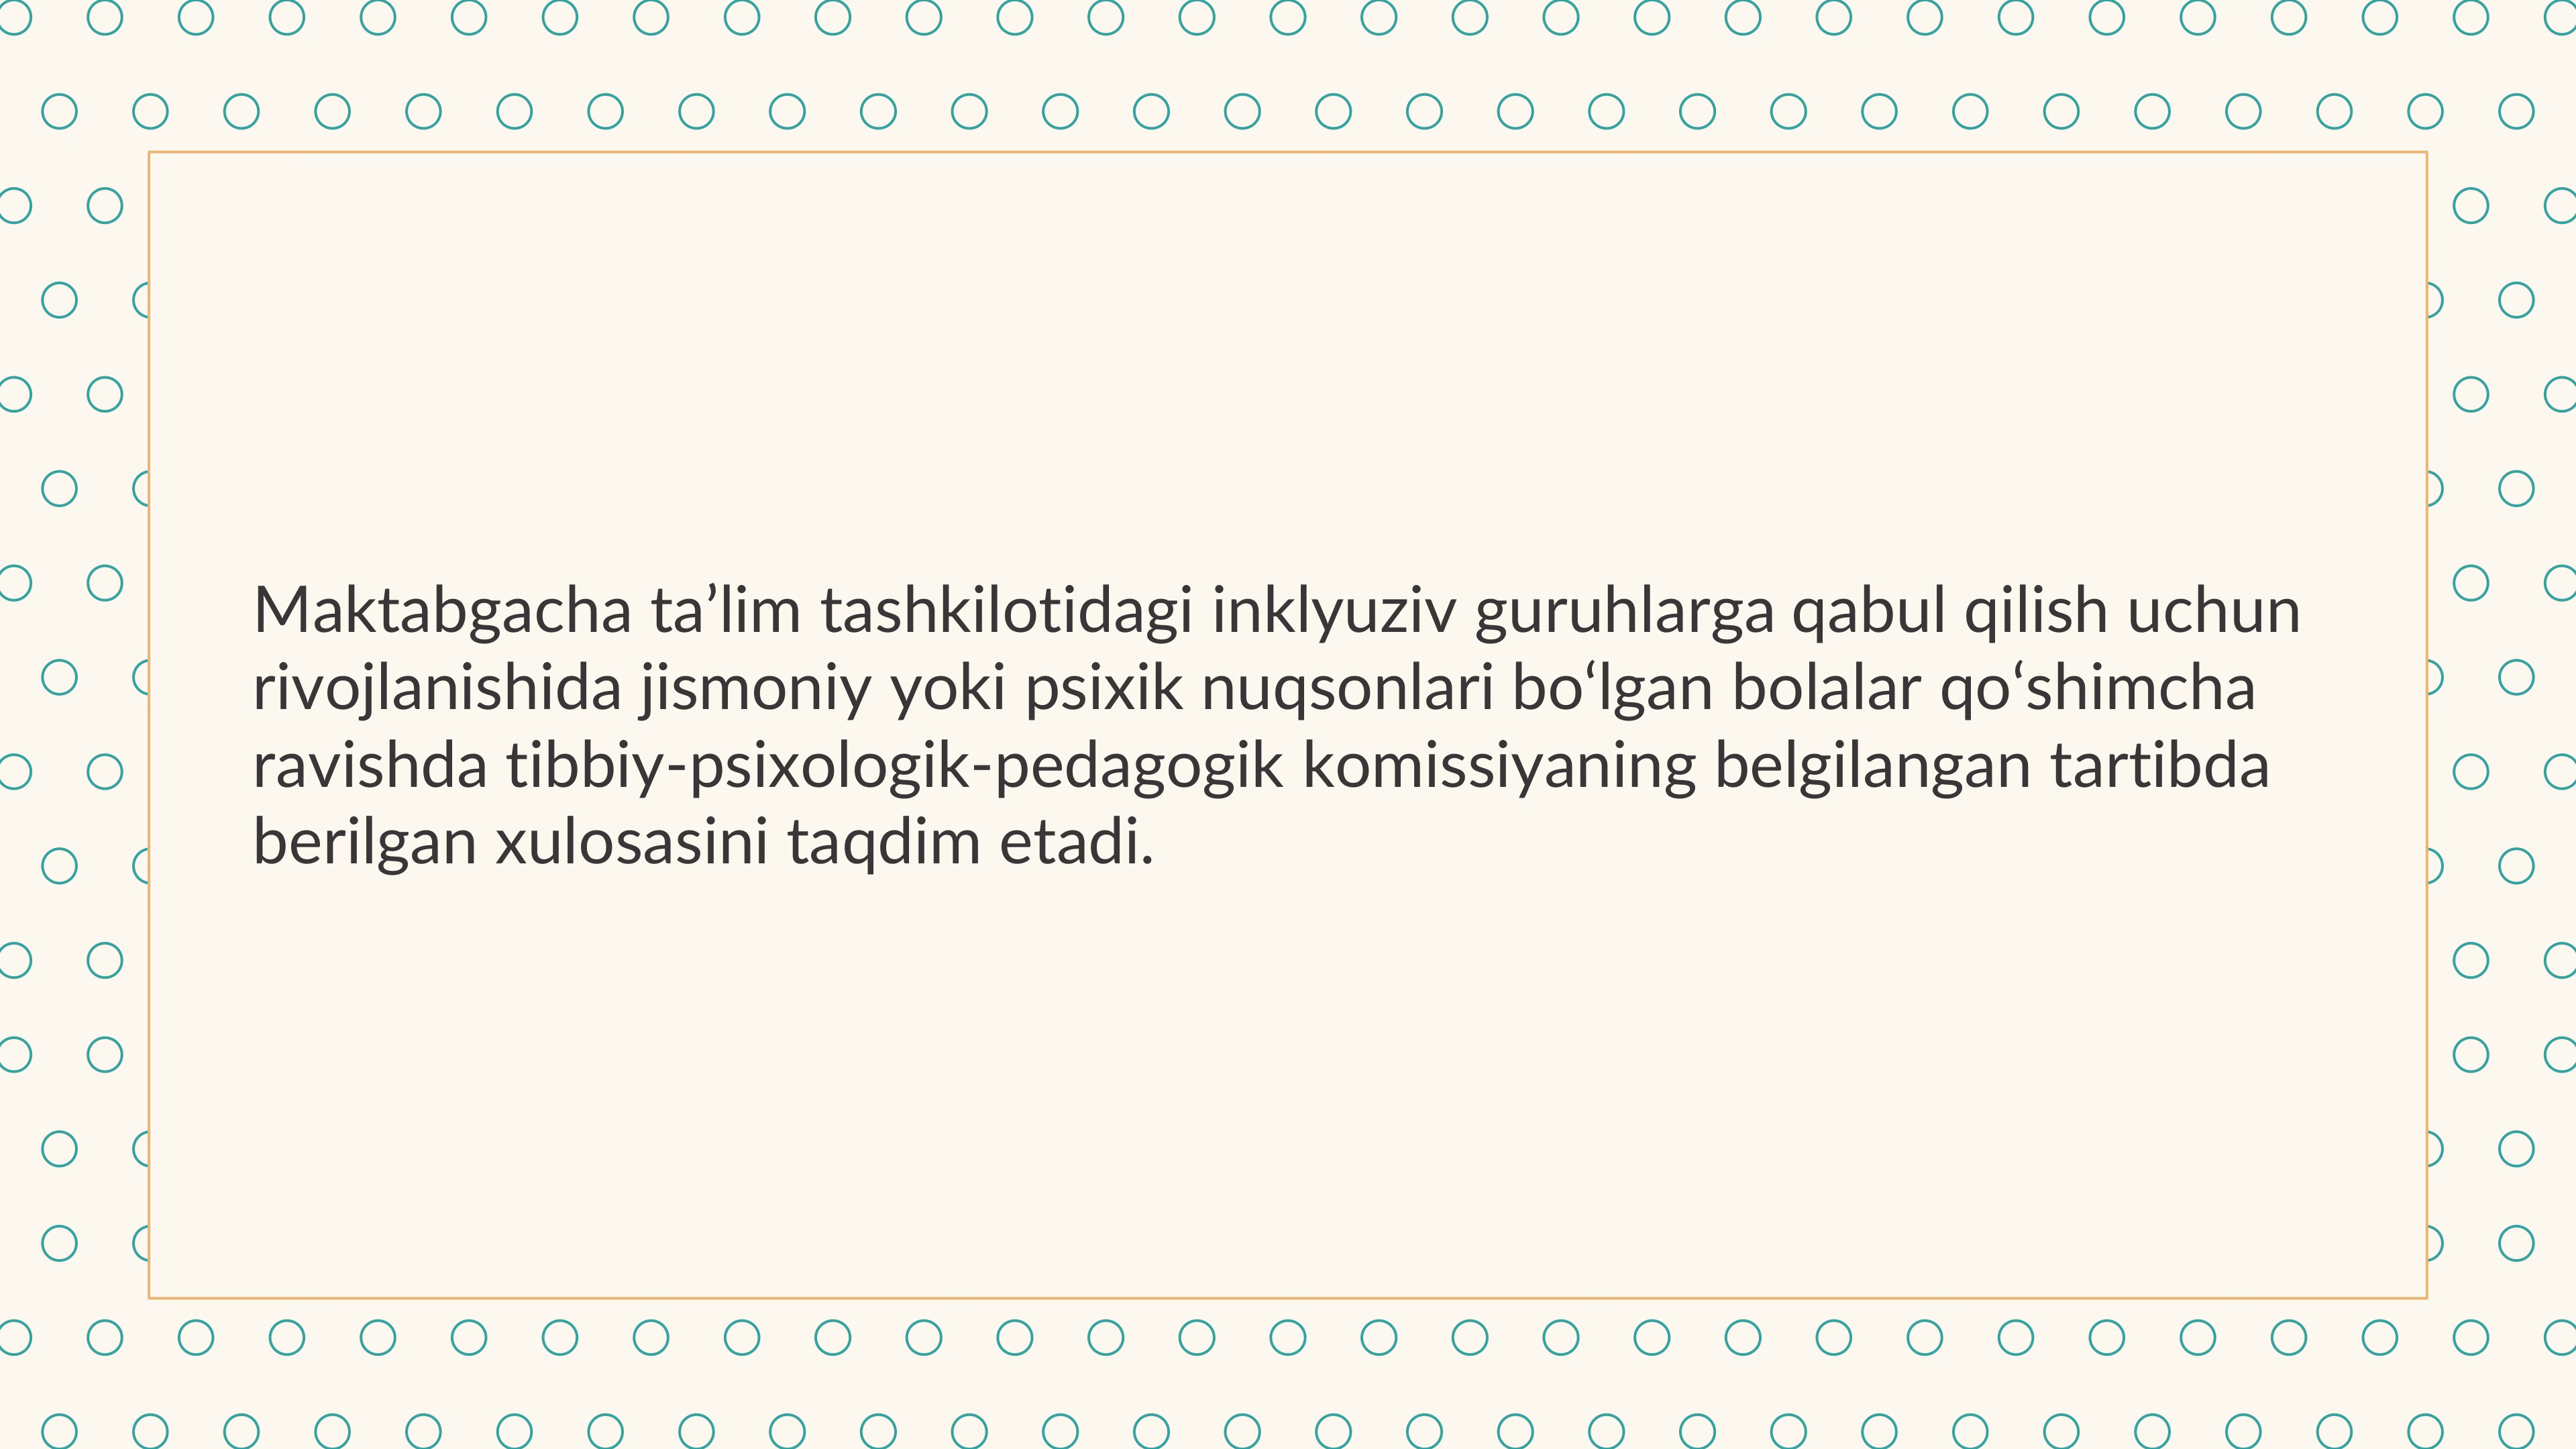 Maktabgacha ta’lim tashkilotidagi inklyuziv guruhlarga qabul qilish uchun
rivojlanishida jismoniy yoki psixik nuqsonlari bo‘lgan bolalar qo‘shimcha
ravishda tibbiy-psixologik-pedagogik komissiyaning belgilangan tartibda
berilgan xulosasini taqdim etadi.